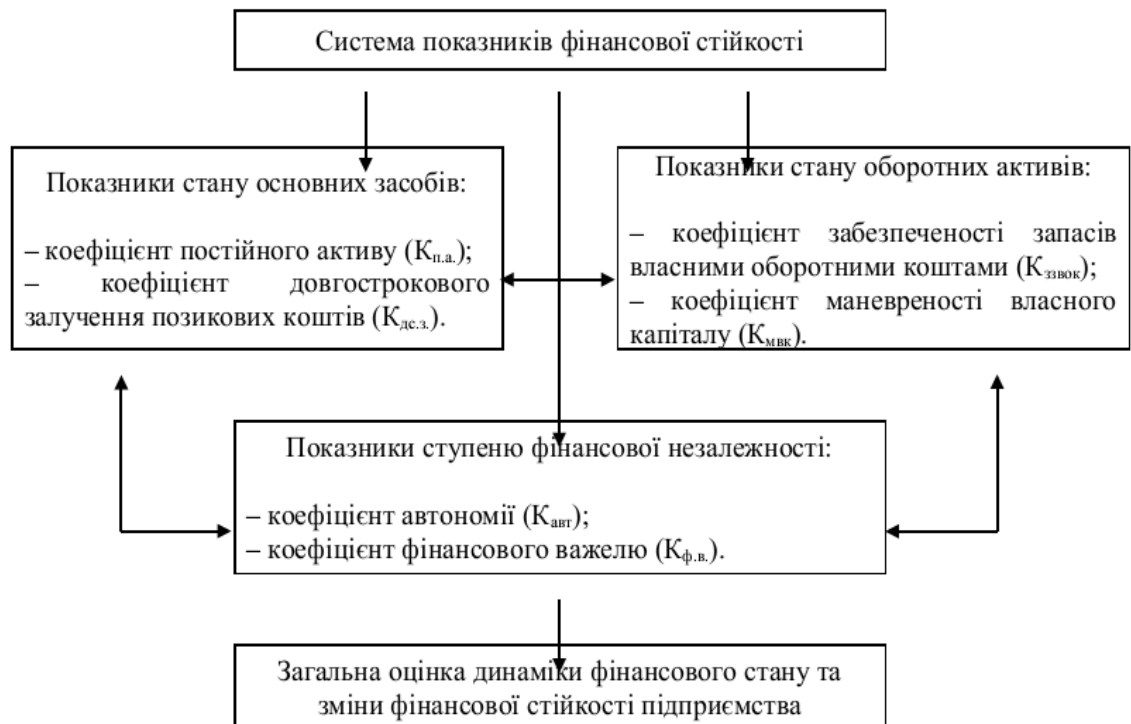 Система показників фінансової стійкості
Показники стану основних засобів:
– коефіцієнт постійного активу (Кп.а.);
– коефіцієнт довгострокового
залучення позикових коштів (Кдс.з.).
Показники стану оборотних активів:
– коефіцієнт забезпеченості запасів
власними оборотними коштами (Кззвок);
– коефіцієнт маневреності власного
капіталу (Кмвк).
Показники ступеню фінансової незалежності:
– коефіцієнт автономії (Кавт);
– коефіцієнт фінансового важелю (Кф.в.).
Загальна оцінка динаміки фінансового стану та
зміни фінансової стійкості підприємства